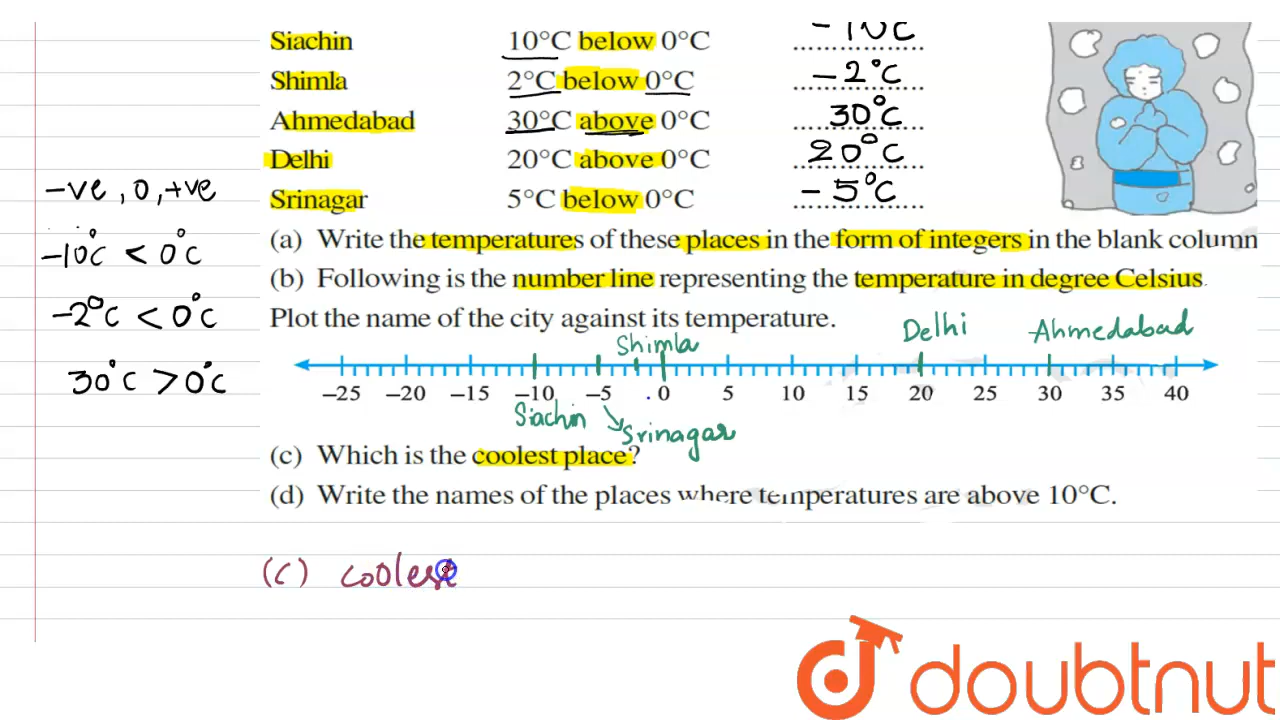 Siachin 10°C below 0°C -10°C
Shimla 2°C below 0°C -2°C
Ahmedabad 30°C above 0°C 30°C
Delhi 20°C above 0°C 20°C
Srinagar 5°C below 0°C -5°C
-ve, 0, +ve
-10°C < 0°C
-2°C < 0°C
30°C > 0°C
(a) Write the temperatures of these places in the form of integers in the blank column
(b) Following is the number line representing the temperature in degree Celsius.
Plot the name of the city against its temperature.
Shimla Delhi Ahmedabad
–25 –20 –15 –10 –5 0 5 10 15 20 25 30 35 40
Siachin Srinagar
(c) Which is the coolest place?
(d) Write the names of the places where temperatures are above 10°C.
(C) coolest
doubtnut